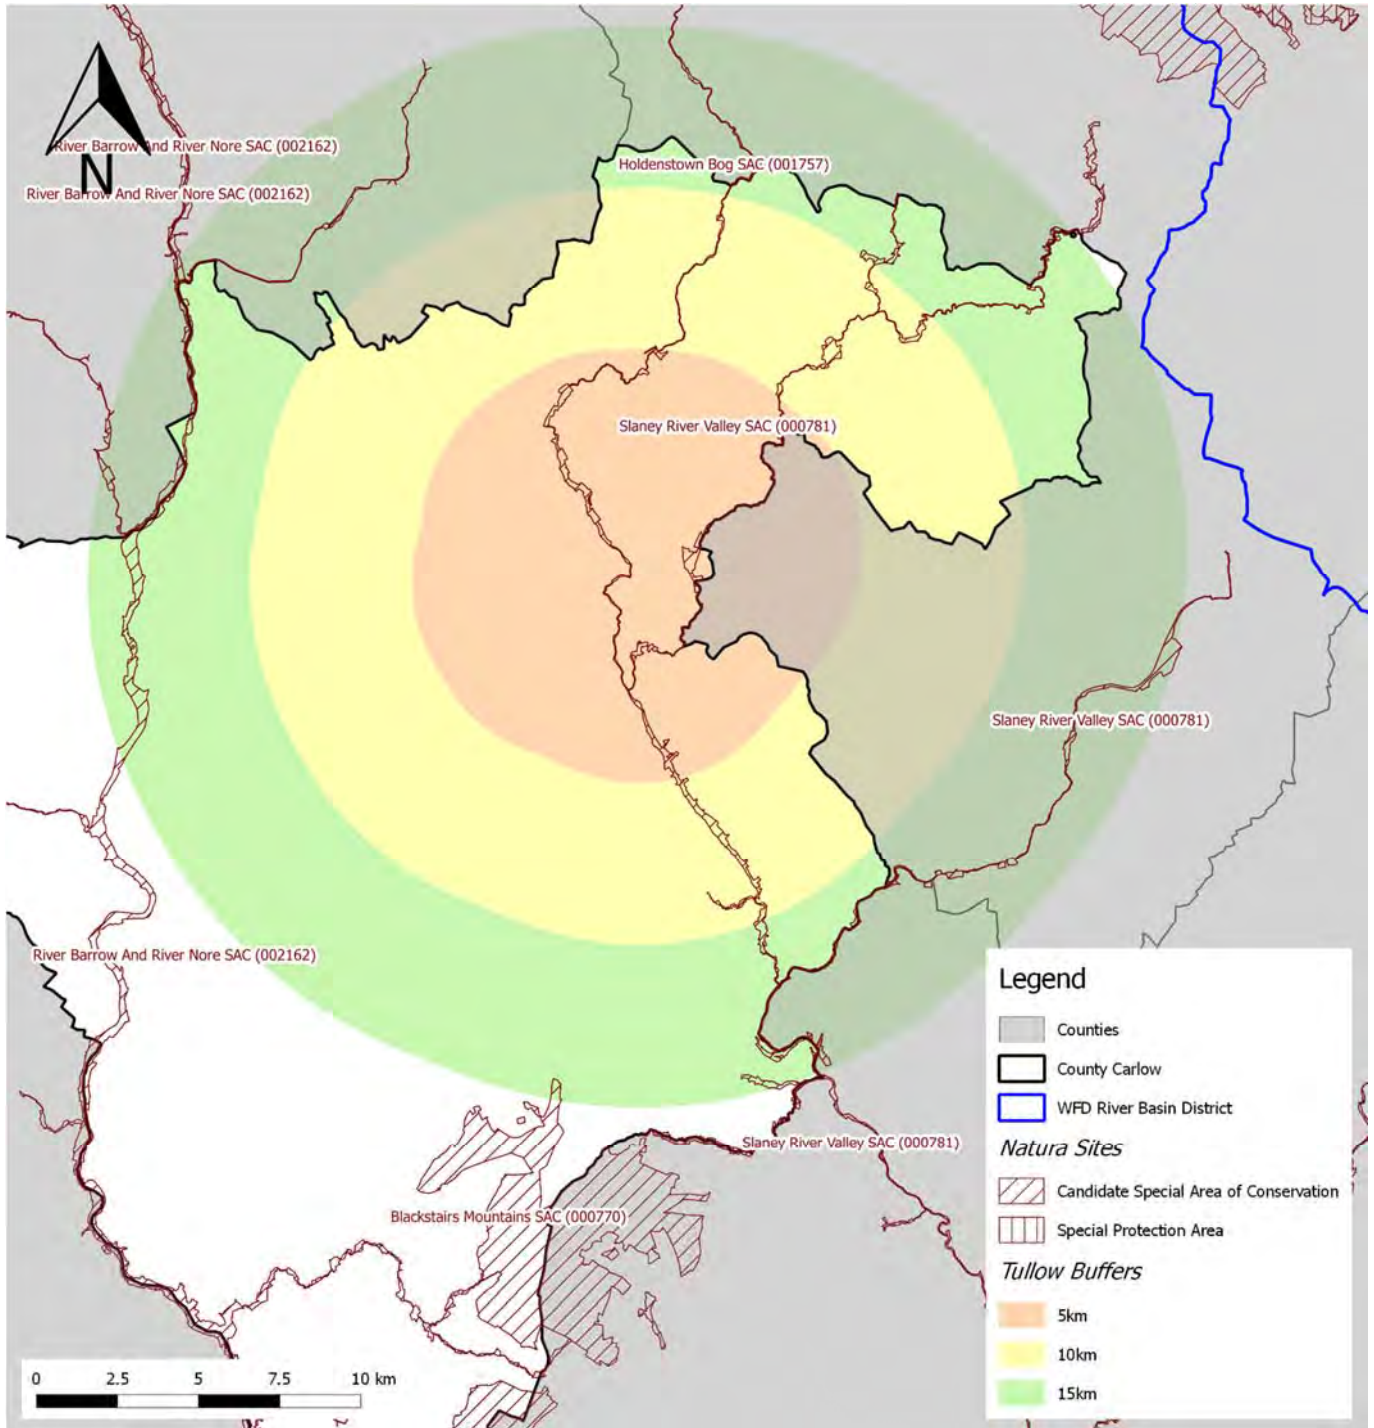 N
River Barrow And River Nore SAC (002162)
River Barrow And River Nore SAC (002162)
Holdenstown Bog SAC (001757)
Slaney River Valley SAC (000781)
Slaney River Valley SAC (000781)
River Barrow And River Nore SAC (002162)
Slaney River Valley SAC (000781)
Blackstairs Mountains SAC (000770)
Legend
Counties
County Carlow
WFD River Basin District
Natura Sites
Candidate Special Area of Conservation
Special Protection Area
Tullow Buffers
5km
10km
15km
0 2.5 5 7.5 10 km